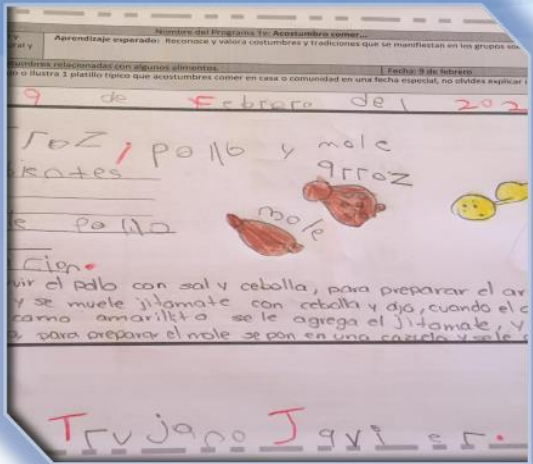 Nombre del Programa Tv: Acostumbro comer...
ral y Aprendizaje esperado: Reconoce y valora costumbres y tradiciones que se manifiestan en los grupos
relacionadas con algunos alimentos. Fecha: 9 de febrero
o ilustra 1 platillo típico que acostumbres comer en casa o comunidad en una fecha especial, no olvides explicar
9 de Febrero del 202
rroz, pollo y mole
arroz
ientes
mole
e pollo
cion.
vir el pollo con sal y cebolla, para preparar el ar
y se muele jitamate con cebolla y ajo, cuando el
como amarillito se le agrega el jitomate, y
para preparar el mole se pon en una cazuela y se le
Trujano Javier.